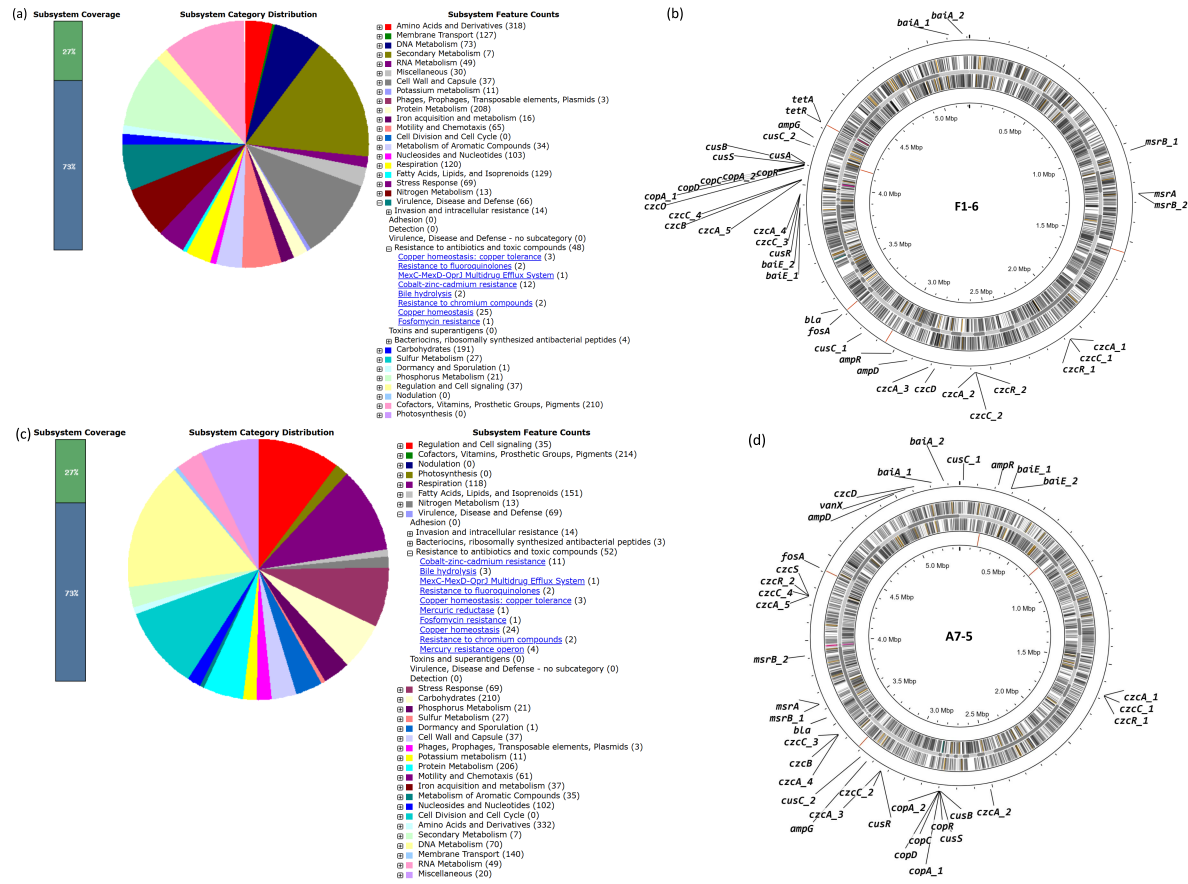 (a)
Subsystem Coverage
27%
73%
Subsystem Category Distribution
Subsystem Feature Counts
Amino Acids and Derivatives (318)
Membrane Transport (127)
DNA Metabolism (73)
Secondary Metabolism (7)
RNA Metabolism (49)
Miscellaneous (30)
Cell Wall and Capsule (37)
Potassium metabolism (11)
Phages, Prophages, Transposable elements, Plasmids (3)
Protein Metabolism (208)
Iron acquisition and metabolism (16)
Motility and Chemotaxis (65)
Cell Division and Cell Cycle (0)
Metabolism of Aromatic Compounds (34)
Nucleosides and Nucleotides (103)
Respiration (120)
Fatty Acids, Lipids, and Isoprenoids (129)
Stress Response (69)
Nitrogen Metabolism (13)
Virulence, Disease and Defense (66)
Invasion and intracellular resistance (14)
Adhesion (0)
Detection (0)
Virulence, Disease and Defense - no subcategory (0)
Resistance to antibiotics and toxic compounds (48)
Copper homeostasis: copper tolerance (3)
Resistance to fluoroquinolones (2)
MexC-MexD-OprJ Multidrug Efflux System (1)
Cobalt-zinc-cadmium resistance (12)
Bile hydrolysis (2)
Resistance to chromium compounds (2)
Copper homeostasis (25)
Fosfomycin resistance (1)
Toxins and superantigens (0)
Bacteriocins, ribosomally synthesized antibacterial peptides (4)
Carbohydrates (191)
Sulfur Metabolism (27)
Dormancy and Sporulation (1)
Phosphorus Metabolism (21)
Regulation and Cell signaling (37)
Nodulation (0)
Cofactors, Vitamins, Prosthetic Groups, Pigments (210)
Photosynthesis (0)
(b)
baiA_1
baiA_2
tetA
tetR
ampG
cusC_2
cusB
cusS
cusA
copR
copA_2
copC
copD
copA_1
czcO
czcC_4
czcB
czcA_5
czcA_4
czcC_3
cusR
baiE_2
baiE_1
bla
fosA
cusC_1
ampR
ampD
czcA_3
czcD
czcA_2
czcC_2
czcR_2
czcR_1
czcC_1
czcA_1
msrB_2
msrA
msrB_1
5.0 Mbp
0.5 Mbp
4.5 Mbp
1.0 Mbp
4.0 Mbp
F1-6
1.5 Mbp
3.5 Mbp
2.0 Mbp
3.0 Mbp
2.5 Mbp
(c)
Subsystem Coverage
27%
73%
Subsystem Category Distribution
Subsystem Feature Counts
Regulation and Cell signaling (35)
Cofactors, Vitamins, Prosthetic Groups, Pigments (214)
Nodulation (0)
Photosynthesis (0)
Respiration (118)
Fatty Acids, Lipids, and Isoprenoids (151)
Nitrogen Metabolism (13)
Virulence, Disease and Defense (69)
Adhesion (0)
Invasion and intracellular resistance (14)
Bacteriocins, ribosomally synthesized antibacterial peptides (3)
Resistance to antibiotics and toxic compounds (52)
Cobalt-zinc-cadmium resistance (11)
Bile hydrolysis (3)
MexC-MexD-OprJ Multidrug Efflux System (1)
Resistance to fluoroquinolones (2)
Copper homeostasis: copper tolerance (3)
Mercuric reductase (1)
Fosfomycin resistance (1)
Copper homeostasis (24)
Resistance to chromium compounds (2)
Mercury resistance operon (4)
Toxins and superantigens (0)
Virulence, Disease and Defense - no subcategory (0)
Detection (0)
Stress Response (69)
Carbohydrates (210)
Phosphorus Metabolism (21)
Sulfur Metabolism (27)
Dormancy and Sporulation (1)
Cell Wall and Capsule (37)
Phages, Prophages, Transposable elements, Plasmids (3)
Potassium metabolism (11)
Protein Metabolism (206)
Motility and Chemotaxis (61)
Iron acquisition and metabolism (37)
Metabolism of Aromatic Compounds (35)
Nucleosides and Nucleotides (102)
Cell Division and Cell Cycle (0)
Amino Acids and Derivatives (332)
Secondary Metabolism (7)
DNA Metabolism (70)
Membrane Transport (140)
RNA Metabolism (49)
Miscellaneous (20)
(d)
baiA_2
cusC_1
ampR
baiE_1
baiE_2
baiA_1
czcD
vanX
ampD
fosA
czcS
czcR_2
czcC_4
czcA_5
msrB_2
msrA
msrB_1
bla
czcC_3
czcB
czcA_4
cusC_2
czcA_3
ampG
czcC_2
cusR
copA_2
copC
copD
copA_1
copR
cusS
cusB
czcA_2
czcA_1
czcC_1
czcR_1
5.0 Mbp
0.5 Mbp
4.5 Mbp
1.0 Mbp
4.0 Mbp
A7-5
1.5 Mbp
3.5 Mbp
2.0 Mbp
3.0 Mbp
2.5 Mbp